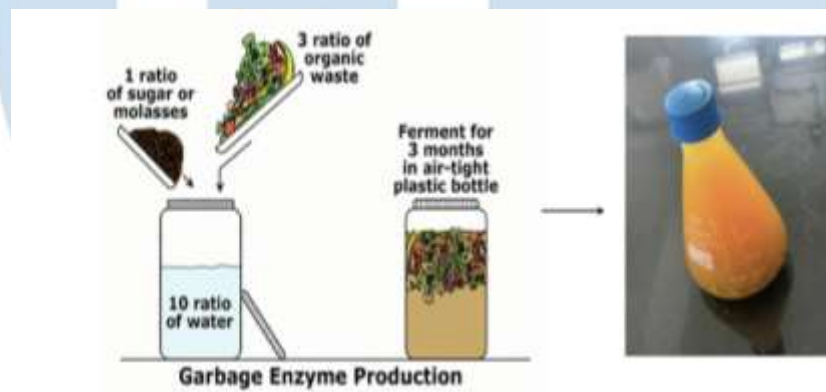 1 ratio
of sugar or
molasses
3 ratio of
organic
waste
10 ratio
of water
Ferment for
3 months
in air-tight
plastic bottle
Garbage Enzyme Production